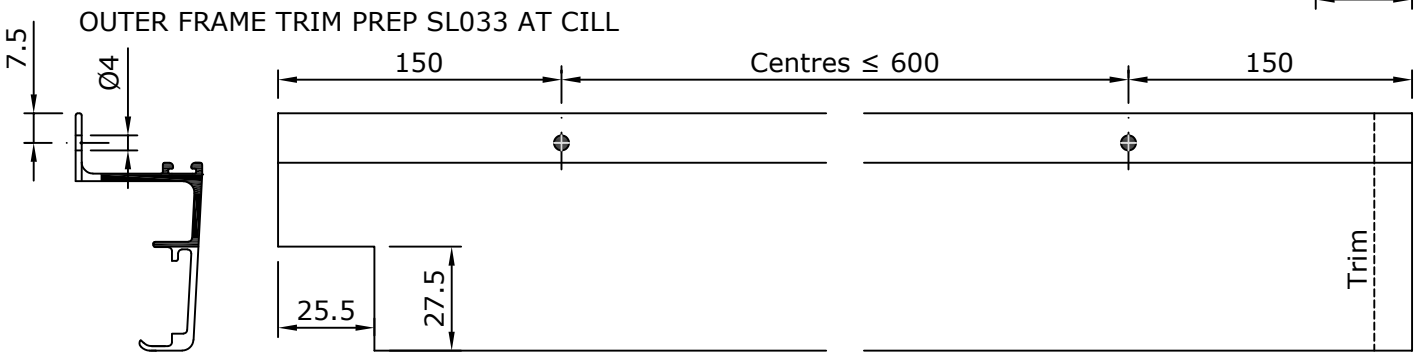 OUTER FRAME TRIM PREP SL033 AT CILL
7.5
Ø4
150
Centres ≤ 600
150
Trim
25.5
27.5